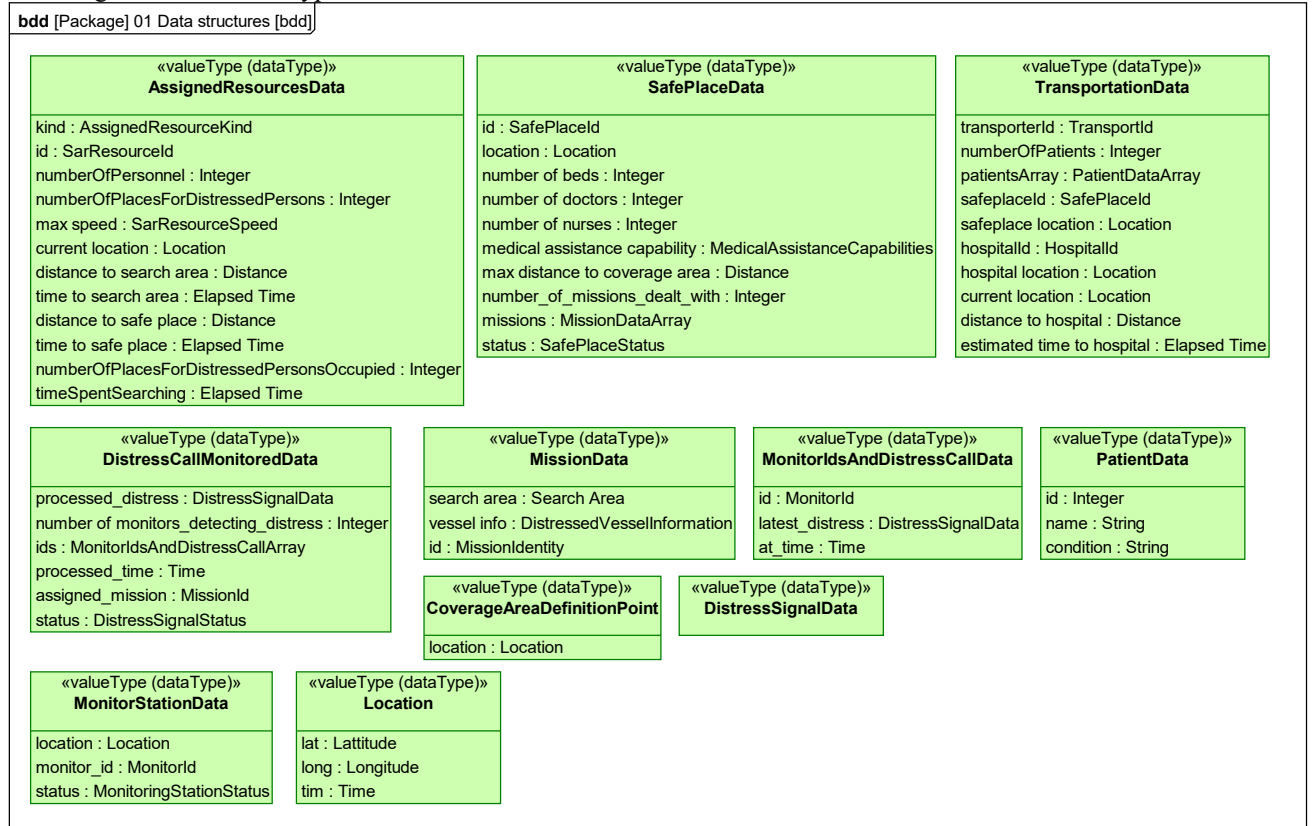 bdd [Package] 01 Data structures [bdd]
«valueType (dataType)»
AssignedResourcesData
kind : AssignedResourceKind
id : SarResourceId
numberOfPersonnel : Integer
numberOfPlacesForDistressedPersons : Integer
max speed : SarResourceSpeed
current location : Location
distance to search area : Distance
time to search area : Elapsed Time
distance to safe place : Distance
time to safe place : Elapsed Time
numberOfPlacesForDistressedPersonsOccupied : Integer
timeSpentSearching : Elapsed Time
«valueType (dataType)»
SafePlaceData
id : SafePlaceId
location : Location
number of beds : Integer
number of doctors : Integer
number of nurses : Integer
medical assistance capability : MedicalAssistanceCapabilities
max distance to coverage area : Distance
number_of_missions_dealt_with : Integer
missions : MissionDataArray
status : SafePlaceStatus
«valueType (dataType)»
TransportationData
transporterId : TransportId
numberOfPatients : Integer
patientsArray : PatientDataArray
safeplaceId : SafePlaceId
safeplace location : Location
hospitalId : HospitalId
hospital location : Location
current location : Location
distance to hospital : Distance
estimated time to hospital : Elapsed Time
«valueType (dataType)»
DistressCallMonitoredData
processed_distress : DistressSignalData
number of monitors_detecting_distress : Integer
ids : MonitorIdsAndDistressCallArray
processed_time : Time
assigned_mission : MissionId
status : DistressSignalStatus
«valueType (dataType)»
MissionData
search area : Search Area
vessel info : DistressedVesselInformation
id : MissionIdentity
«valueType (dataType)»
MonitorIdsAndDistressCallData
id : MonitorId
latest_distress : DistressSignalData
at_time : Time
«valueType (dataType)»
PatientData
id : Integer
name : String
condition : String
«valueType (dataType)»
CoverageAreaDefinitionPoint
location : Location
«valueType (dataType)»
DistressSignalData
«valueType (dataType)»
MonitorStationData
location : Location
monitor_id : MonitorId
status : MonitoringStationStatus
«valueType (dataType)»
Location
lat : Lattitude
long : Longitude
tim : Time